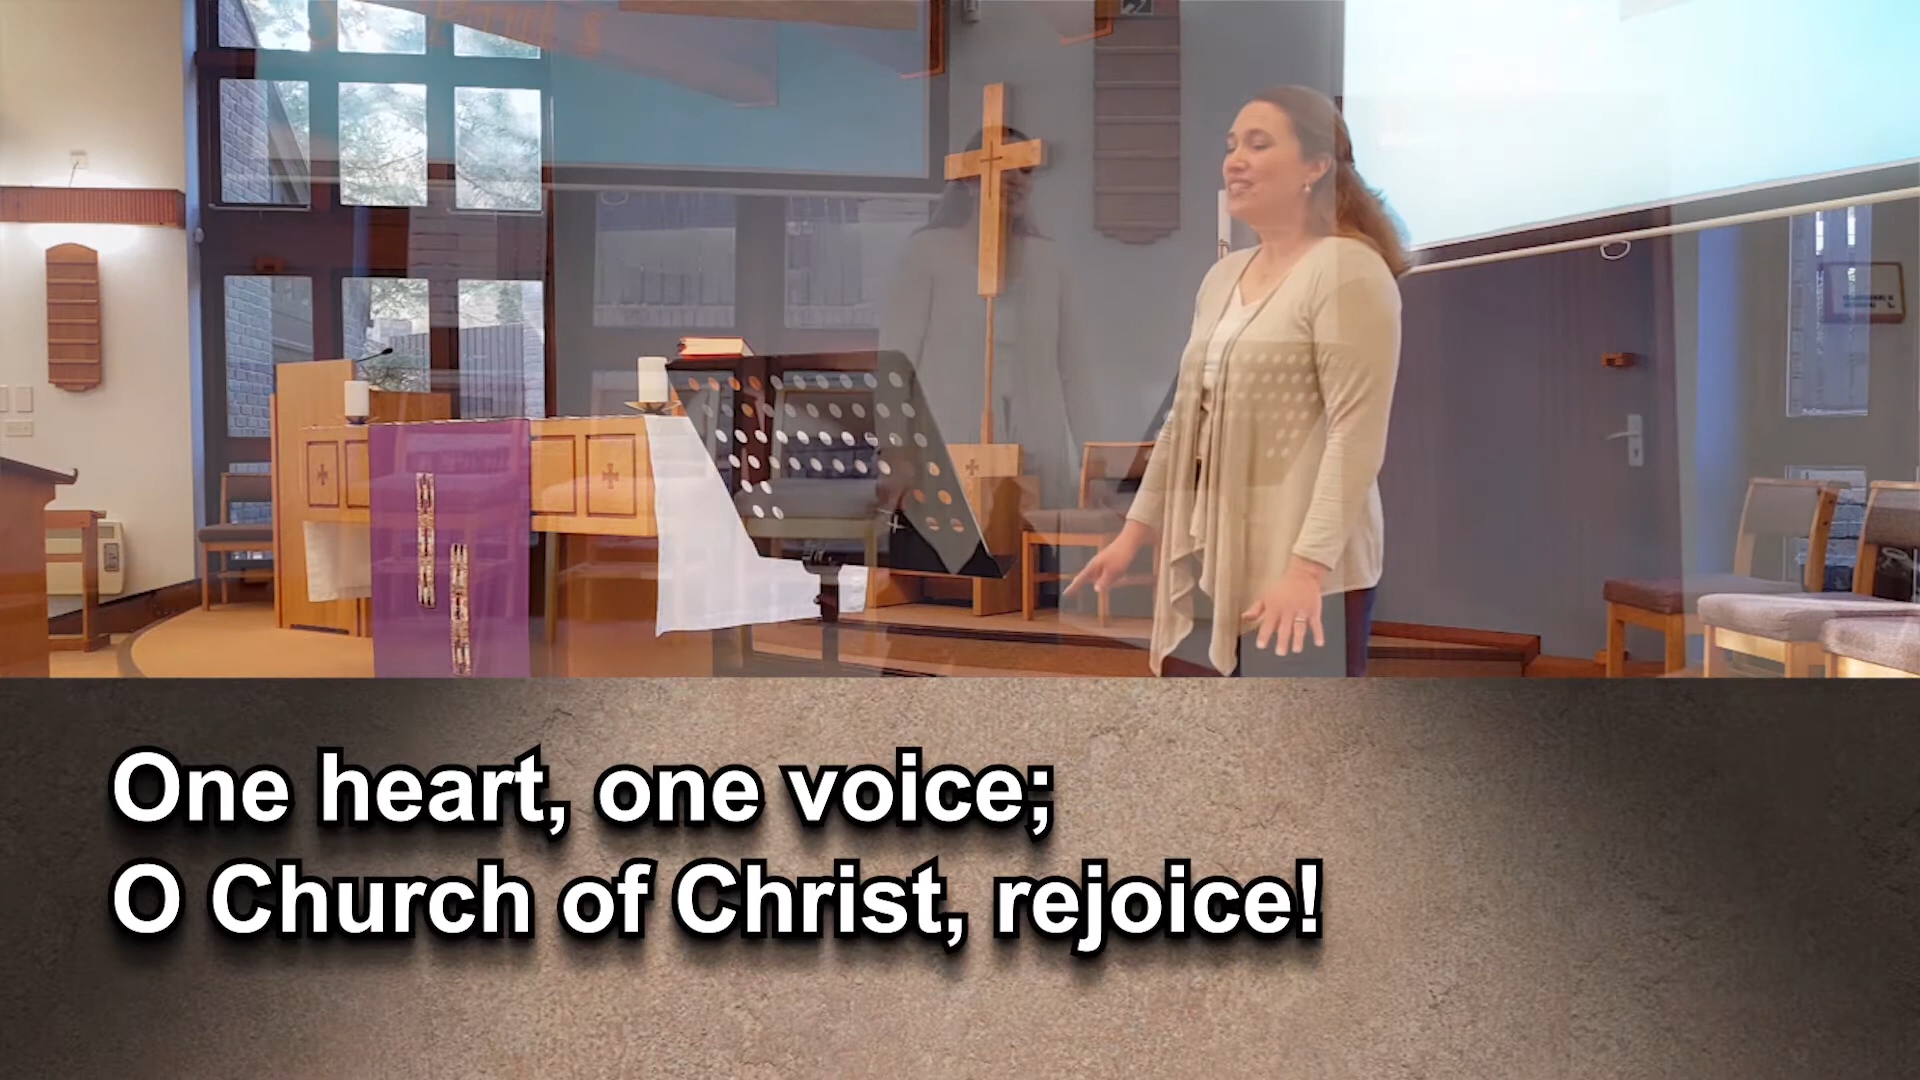 One heart, one voice;
O Church of Christ, rejoice!